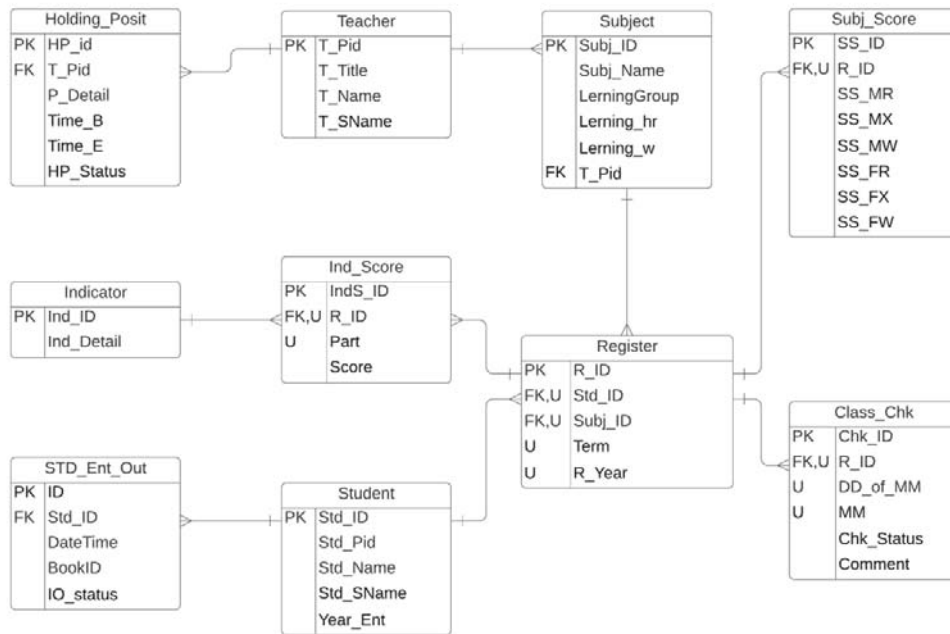 Holding_Posit
PK HP_id
FK T_Pid
P_Detail
Time_B
Time_E
HP_Status
Teacher
PK T_Pid
T_Title
T_Name
T_SName
Subject
PK Subj_ID
Subj_Name
LerningGroup
Lerning_hr
Lerning_w
FK T_Pid
Subj_Score
PK SS_ID
FK,U R_ID
SS_MR
SS_MX
SS_MW
SS_FR
SS_FX
SS_FW
Indicator
PK Ind_ID
Ind_Detail
Ind_Score
PK IndS_ID
FK,U R_ID
U Part
Score
Register
PK R_ID
FK,U Std_ID
FK,U Subj_ID
U Term
U R_Year
Class_Chk
PK Chk_ID
FK,U R_ID
U DD_of_MM
U MM
Chk_Status
Comment
STD_Ent_Out
PK ID
FK Std_ID
DateTime
BookID
IO_status
Student
PK Std_ID
Std_Pid
Std_Name
Std_SName
Year_Ent